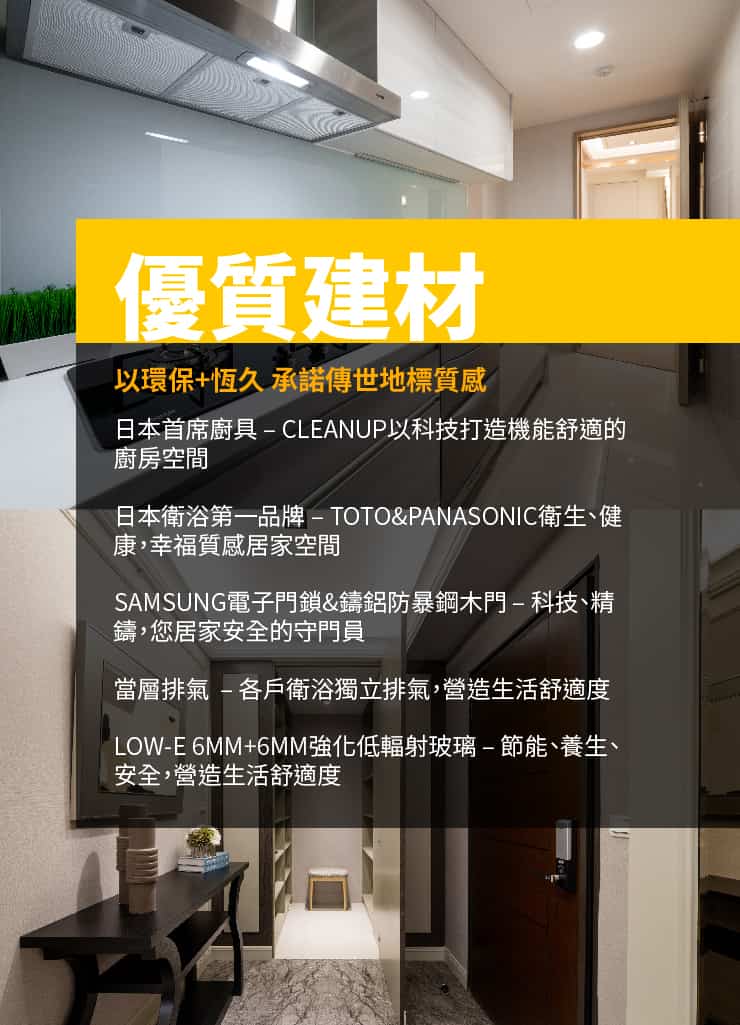 優質建材
以環保+恆久 承諾傳世地標質感
日本首席廚具 – CLEANUP以科技打造機能舒適的
廚房空間
日本衛浴第一品牌 – TOTO&PANASONIC衛生、健
康，幸福質感居家空間
SAMSUNG電子門鎖&鑄鋁防暴鋼木門 – 科技、精
鑄，您居家安全的守門員
當層排氣 – 各戶衛浴獨立排氣，營造生活舒適度
LOW-E 6MM+6MM強化低輻射玻璃 – 節能、養生、
安全，營造生活舒適度